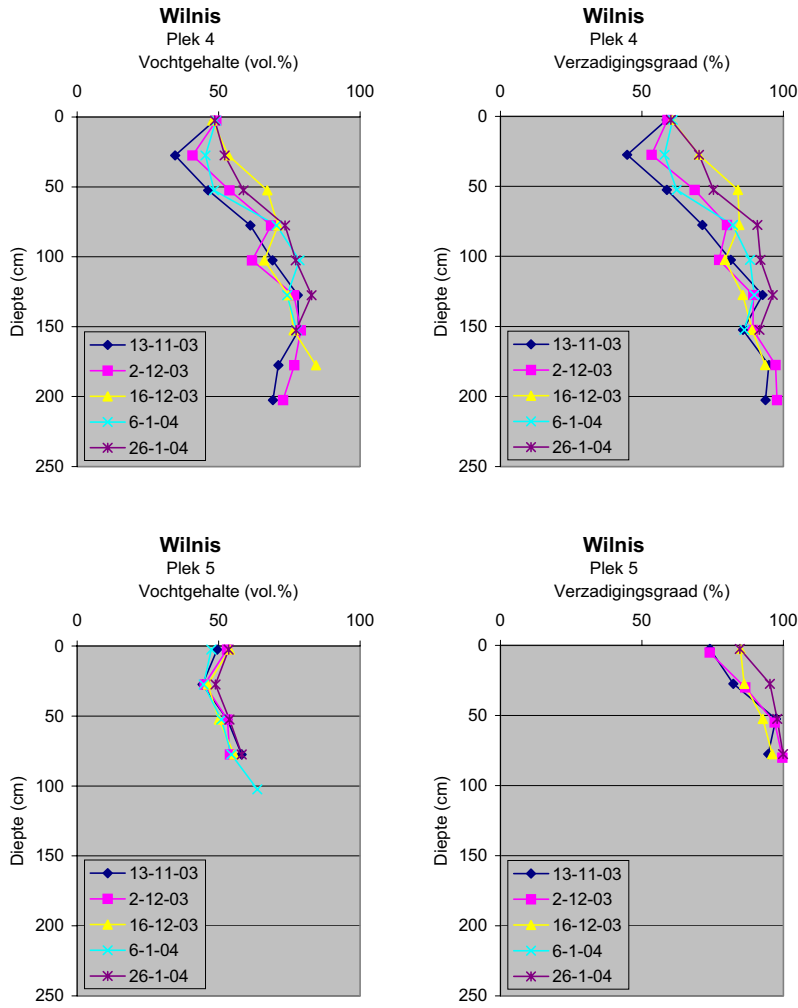 Wilnis
Plek 4
Vochtgehalte (vol.%)
0 50 100
0
50
100
150
200
250
Diepte (cm)
13-11-03
2-12-03
16-12-03
6-1-04
26-1-04
Wilnis
Plek 4
Verzadigingsgraad (%)
0 50 100
0
50
100
150
200
250
Diepte (cm)
13-11-03
2-12-03
16-12-03
6-1-04
26-1-04
Wilnis
Plek 5
Vochtgehalte (vol.%)
0 50 100
0
50
100
150
200
250
Diepte (cm)
13-11-03
2-12-03
16-12-03
6-1-04
26-1-04
Wilnis
Plek 5
Verzadigingsgraad (%)
0 50 100
0
50
100
150
200
250
Diepte (cm)
13-11-03
2-12-03
16-12-03
6-1-04
26-1-04